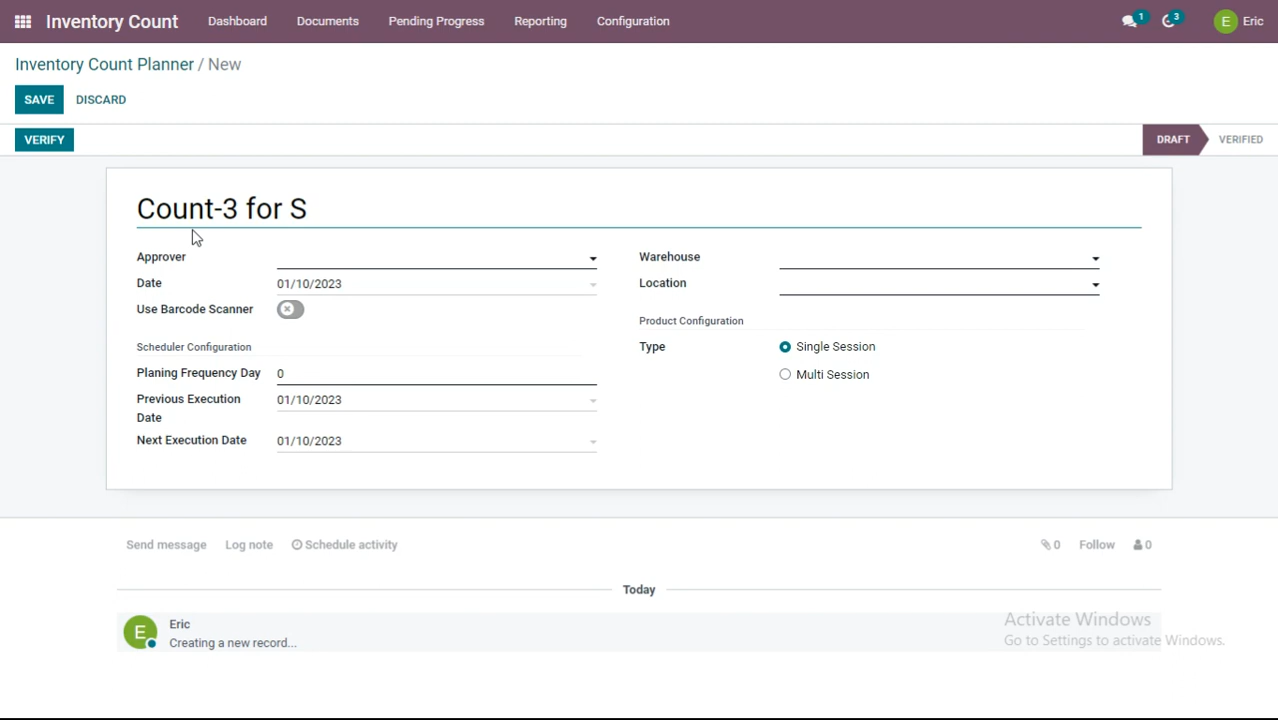 Inventory Count Dashboard Documents Pending Progress Reporting Configuration 1 3 E Eric
Inventory Count Planner / New
SAVE DISCARD
VERIFY DRAFT VERIFIED
Count-3 for S
Approver Warehouse
Date 01/10/2023 Location
Use Barcode Scanner
Product Configuration
Scheduler Configuration Type Single Session
Planing Frequency Day 0 Multi Session
Previous Execution Date 01/10/2023
Next Execution Date 01/10/2023
Send message Log note Schedule activity 0 Follow 0
Today
E Eric
Creating a new record...
Activate Windows
Go to Settings to activate Windows.